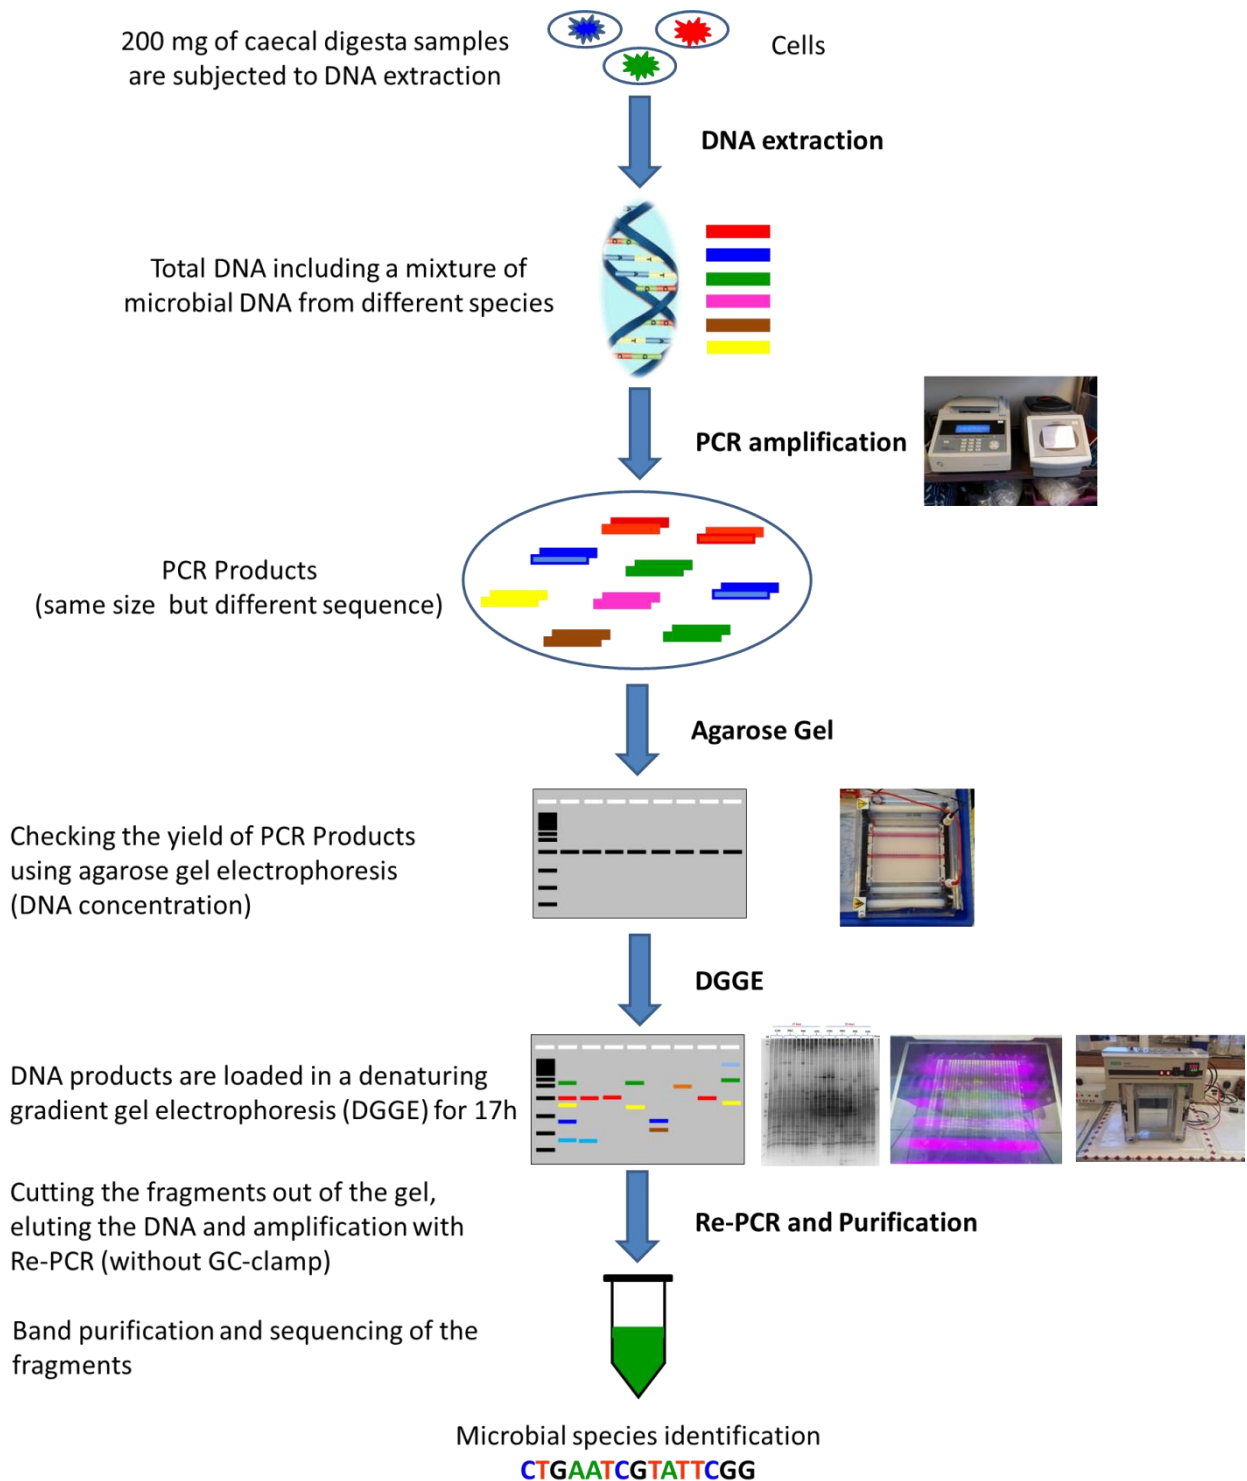 200 mg of caecal digesta samples
are subjected to DNA extraction
Cells
DNA extraction
Total DNA including a mixture of
microbial DNA from different species
PCR amplification
PCR Products
(same size but different sequence)
Agarose Gel
Checking the yield of PCR Products
using agarose gel electrophoresis
(DNA concentration)
DGGE
DNA products are loaded in a denaturing
gradient gel electrophoresis (DGGE) for 17h
Cutting the fragments out of the gel,
eluting the DNA and amplification with
Re-PCR (without GC-clamp)
Re-PCR and Purification
Band purification and sequencing of the
fragments
Microbial species identification
CTGAATCGTATTCGG